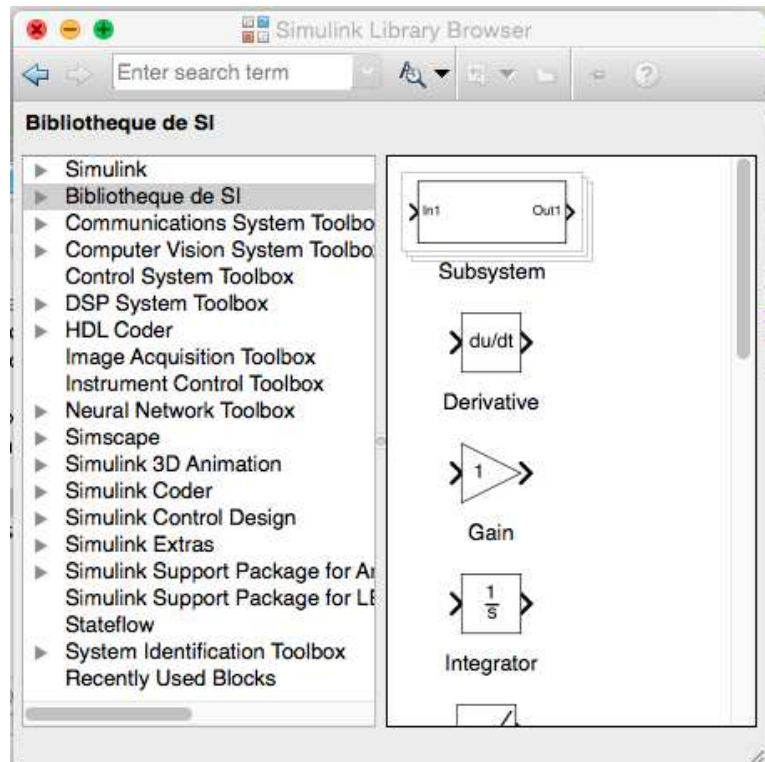 Simulink Library Browser
Enter search term
Bibliotheque de SI
Simulink
Bibliotheque de SI
Communications System Toolbo
Computer Vision System Toolbo
Control System Toolbox
DSP System Toolbox
HDL Coder
Image Acquisition Toolbox
Instrument Control Toolbox
Neural Network Toolbox
Simscape
Simulink 3D Animation
Simulink Coder
Simulink Control Design
Simulink Extras
Simulink Support Package for Ar
Simulink Support Package for LE
Stateflow
System Identification Toolbox
Recently Used Blocks
In1 Out1
Subsystem
du/dt
Derivative
1
Gain
1
s
Integrator